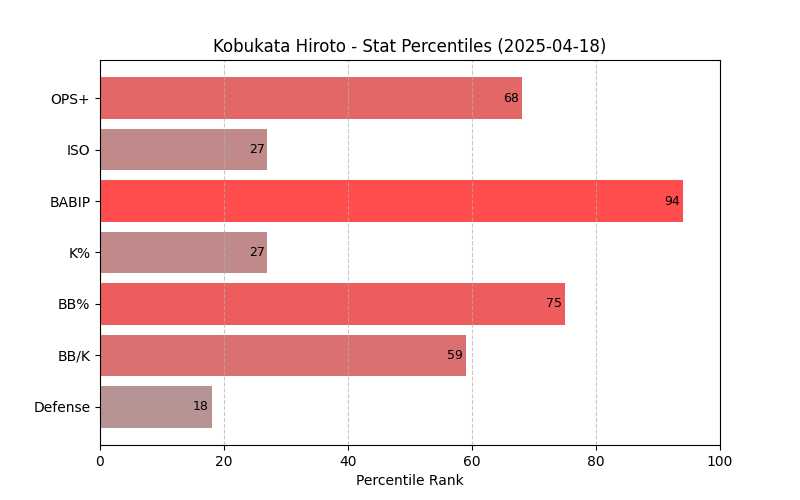 Kobukata Hiroto - Stat Percentiles (2025-04-18)
OPS+ 68
ISO 27
BABIP 94
K% 27
BB% 75
BB/K 59
Defense 18
0 20 40 60 80 100
Percentile Rank